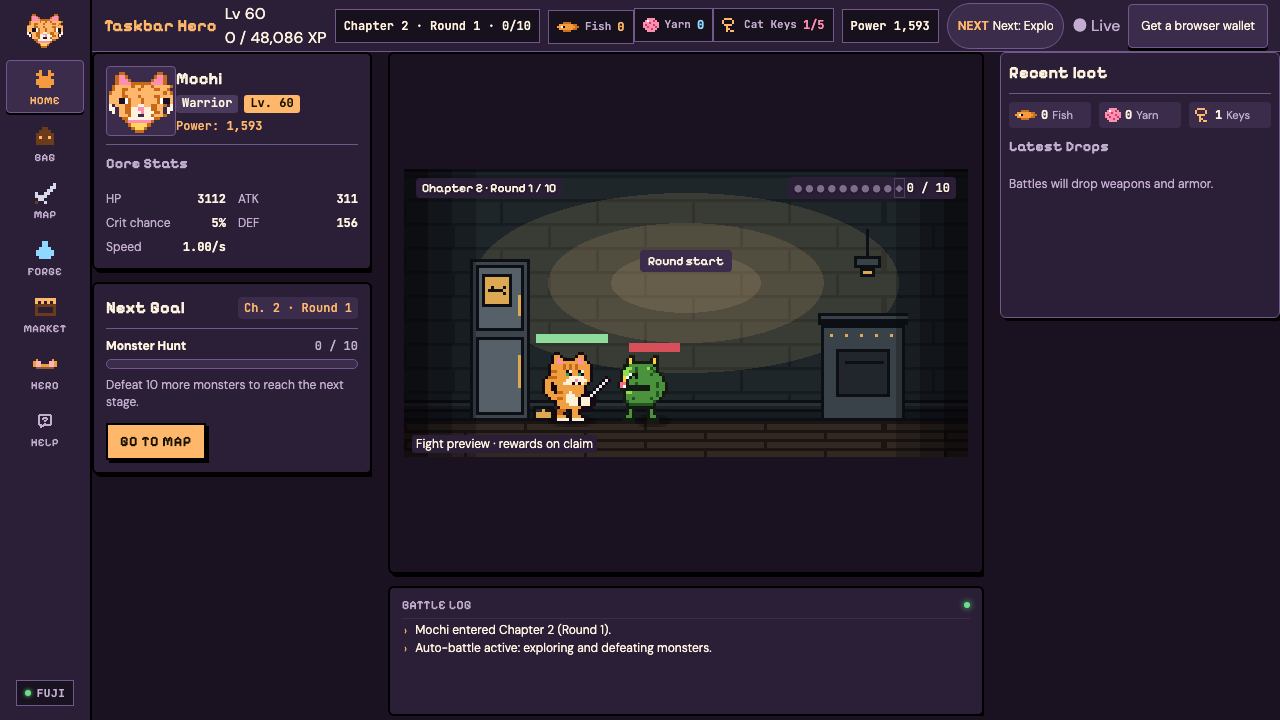 Taskbar Hero
Lv 60
0 / 48,086 XP
Chapter 2 · Round 1 · 0/10
Fish 0
Yarn 0
Cat Keys 1/5
Power 1,593
NEXT Next: Explo
Live
Get a browser wallet
HOME
BAG
MAP
FORGE
MARKET
HERO
HELP
FUJI
Mochi
Warrior Lv. 60
Power: 1,593
Core Stats
HP 3112 ATK 311
Crit chance 5% DEF 156
Speed 1.00/s
Next Goal Ch. 2 · Round 1
Monster Hunt 0 / 10
Defeat 10 more monsters to reach the next
stage.
GO TO MAP
Chapter 2 · Round 1 / 10
0 / 10
Round start
Fight preview · rewards on claim
BATTLE LOG
› Mochi entered Chapter 2 (Round 1).
› Auto-battle active: exploring and defeating monsters.
Recent loot
0 Fish
0 Yarn
1 Keys
Latest Drops
Battles will drop weapons and armor.